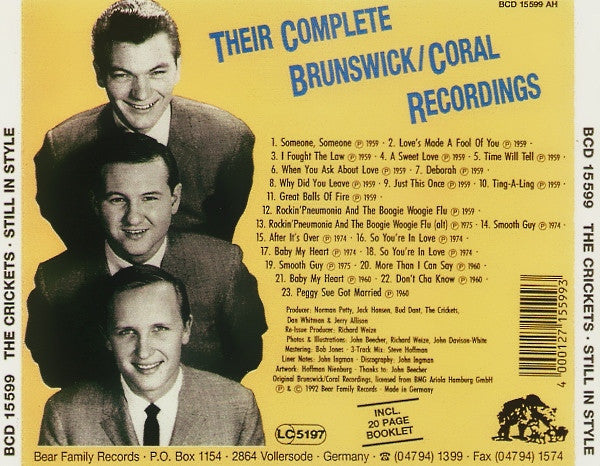 BCD 15599 AH
THEIR COMPLETE
BRUNSWICK/CORAL
RECORDINGS
1. Someone, Someone ℗ 1959 · 2. Love's Made A Fool Of You ℗ 1959 ·
3. I Fought The Law ℗ 1959 · 4. A Sweet Love ℗ 1959 · 5. Time Will Tell ℗ 1959 ·
6. When You Ask About Love ℗ 1959 · 7. Deborah ℗ 1959 ·
8. Why Did You Leave ℗ 1959 · 9. Just This Once ℗ 1959 · 10. Ting-A-Ling ℗ 1959 ·
11. Great Balls Of Fire ℗ 1959 ·
12. Rockin'Pneumonia And The Boogie Woogie Flu ℗ 1959 ·
13. Rockin'Pneumonia And The Boogie Woogie Flu (alt) ℗ 1975 · 14. Smooth Guy ℗ 1974 ·
15. After It's Over ℗ 1974 · 16. So You're In Love ℗ 1974 ·
17. Baby My Heart ℗ 1974 · 18. So You're In Love ℗ 1974 ·
19. Smooth Guy ℗ 1975 · 20. More Than I Can Say ℗ 1960 ·
21. Baby My Heart ℗ 1960 · 22. Don't Cha Know ℗ 1960 ·
23. Peggy Sue Got Married ℗ 1960
Producer: Norman Petty, Jack Hansen, Bud Dant, The Crickets,
Dan Whitman & Jerry Allison
Re-Issue Producer: Richard Weize
Photos & Illustrations: John Beecher, Richard Weize, John Davison-White
Mastering: Bob Jones · 3-Track Mix: Steve Hoffman
Liner Notes: John Ingman · Discography: John Ingman
Artwork: Hoffman Nienburg · Thanks to: John Beecher
Original Brunswick/Coral Recordings, licensed from BMG Ariola Hamburg GmbH
℗ & © 1992 Bear Family Records · Made in Germany
LC 5197
INCL.
20 PAGE
BOOKLET
4 000127 155993
Bear Family Records · P.O. Box 1154 · 2864 Vollersode · Germany · ☎ (04794) 1399 · Fax (04794) 1574
BCD 15599 THE CRICKETS · STILL IN STYLE
BCD 15599 THE CRICKETS · STILL IN STYLE